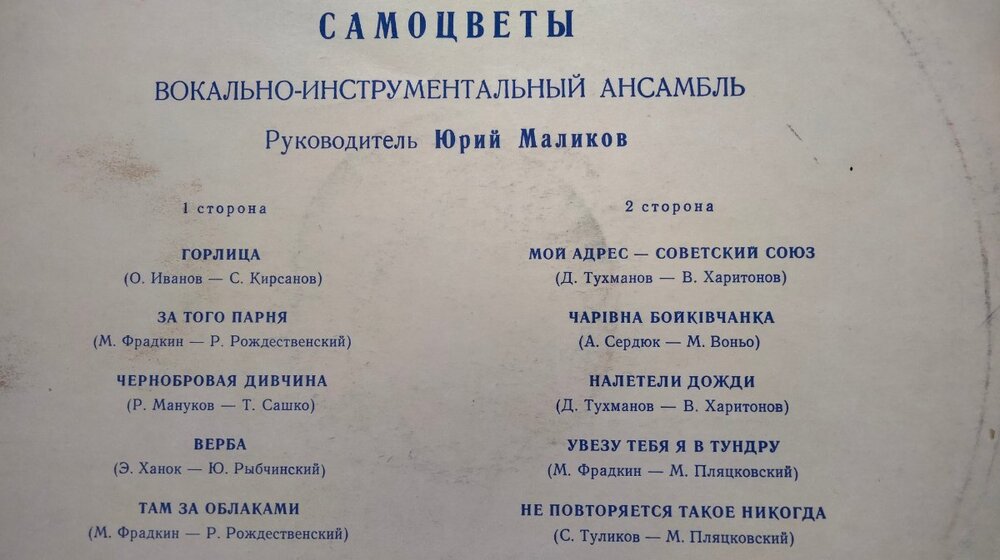 САМОЦВЕТЫ
ВОКАЛЬНО-ИНСТРУМЕНТАЛЬНЫЙ АНСАМБЛЬ
Руководитель Юрий Маликов
1 сторона
ГОРЛИЦА
(О. Иванов — С. Кирсанов)
ЗА ТОГО ПАРНЯ
(М. Фрадкин — Р. Рождественский)
ЧЕРНОБРОВАЯ ДИВЧИНА
(Р. Мануков — Т. Сашко)
ВЕРБА
(Э. Ханок — Ю. Рыбчинский)
ТАМ ЗА ОБЛАКАМИ
(М. Фрадкин — Р. Рождественский)
2 сторона
МОЙ АДРЕС — СОВЕТСКИЙ СОЮЗ
(Д. Тухманов — В. Харитонов)
ЧАРІВНА БОЙКІВЧАНКА
(А. Сердюк — М. Воньо)
НАЛЕТЕЛИ ДОЖДИ
(Д. Тухманов — В. Харитонов)
УВЕЗУ ТЕБЯ Я В ТУНДРУ
(М. Фрадкин — М. Пляцковский)
НЕ ПОВТОРЯЕТСЯ ТАКОЕ НИКОГДА
(С. Туликов — М. Пляцковский)